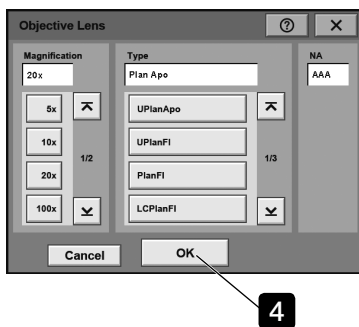 Objective Lens
?
X
Magnification
Type
NA
20x
Plan Apo
AAA
5x
UPlanApo
10x
UPlanFl
1/2
1/3
20x
PlanFl
100x
LCPlanFl
Cancel
OK
4